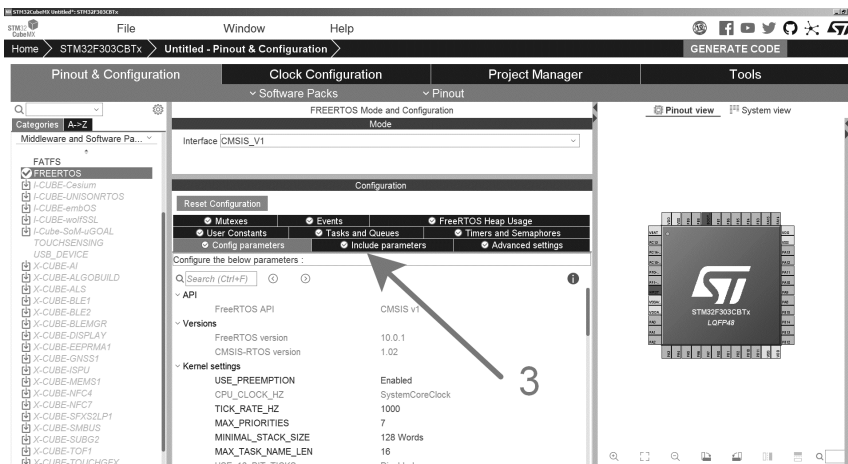 STM32CubeMX Untitled*: STM32F303CBTx
STM32 CubeMX File Window Help
Home STM32F303CBTx Untitled - Pinout & Configuration GENERATE CODE
Pinout & Configuration Clock Configuration Project Manager Tools
Software Packs Pinout
FREERTOS Mode and Configuration
Pinout view System view
Categories A->Z
Mode
Middleware and Software Pa...
Interface CMSIS_V1
FATFS
FREERTOS
I-CUBE-Cesium
I-CUBE-UNISONRTOS
I-CUBE-embOS
I-CUBE-wolfSSL
I-Cube-SoM-uGOAL
TOUCHSENSING
USB_DEVICE
X-CUBE-AI
X-CUBE-ALGOBUILD
X-CUBE-ALS
X-CUBE-BLE1
X-CUBE-BLE2
X-CUBE-BLEMGR
X-CUBE-DISPLAY
X-CUBE-EEPRMA1
X-CUBE-GNSS1
X-CUBE-ISPU
X-CUBE-MEMS1
X-CUBE-NFC4
X-CUBE-NFC7
X-CUBE-SFXS2LP1
X-CUBE-SMBUS
X-CUBE-SUBG2
X-CUBE-TOF1
X-CUBE-TOUCHGFX
Configuration
Reset Configuration
Mutexes Events FreeRTOS Heap Usage
User Constants Tasks and Queues Timers and Semaphores
Config parameters Include parameters Advanced settings
Configure the below parameters :
Search (Ctrl+F)
API
FreeRTOS API CMSIS v1
Versions
FreeRTOS version 10.0.1
CMSIS-RTOS version 1.02
Kernel settings
USE_PREEMPTION Enabled
CPU_CLOCK_HZ SystemCoreClock
TICK_RATE_HZ 1000
MAX_PRIORITIES 7
MINIMAL_STACK_SIZE 128 Words
MAX_TASK_NAME_LEN 16
3
STM32F303CBTx
LQFP48